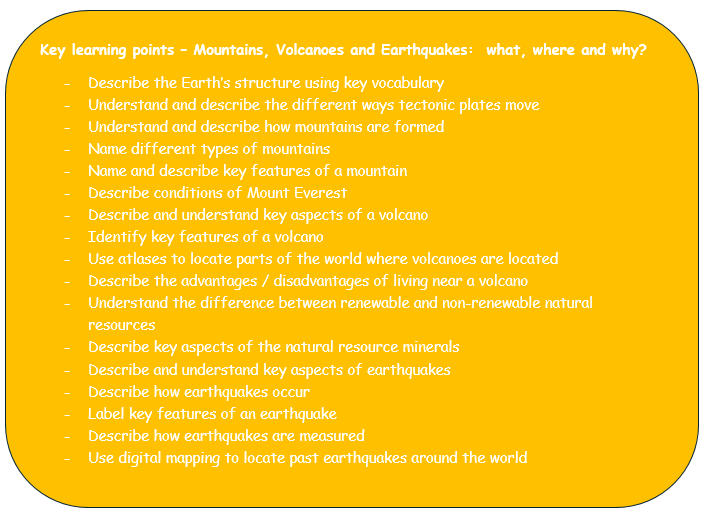 Key learning points – Mountains, Volcanoes and Earthquakes: what, where and why?
- Describe the Earth's structure using key vocabulary
- Understand and describe the different ways tectonic plates move
- Understand and describe how mountains are formed
- Name different types of mountains
- Name and describe key features of a mountain
- Describe conditions of Mount Everest
- Describe and understand key aspects of a volcano
- Identify key features of a volcano
- Use atlases to locate parts of the world where volcanoes are located
- Describe the advantages / disadvantages of living near a volcano
- Understand the difference between renewable and non-renewable natural
resources
- Describe key aspects of the natural resource minerals
- Describe and understand key aspects of earthquakes
- Describe how earthquakes occur
- Label key features of an earthquake
- Describe how earthquakes are measured
- Use digital mapping to locate past earthquakes around the world